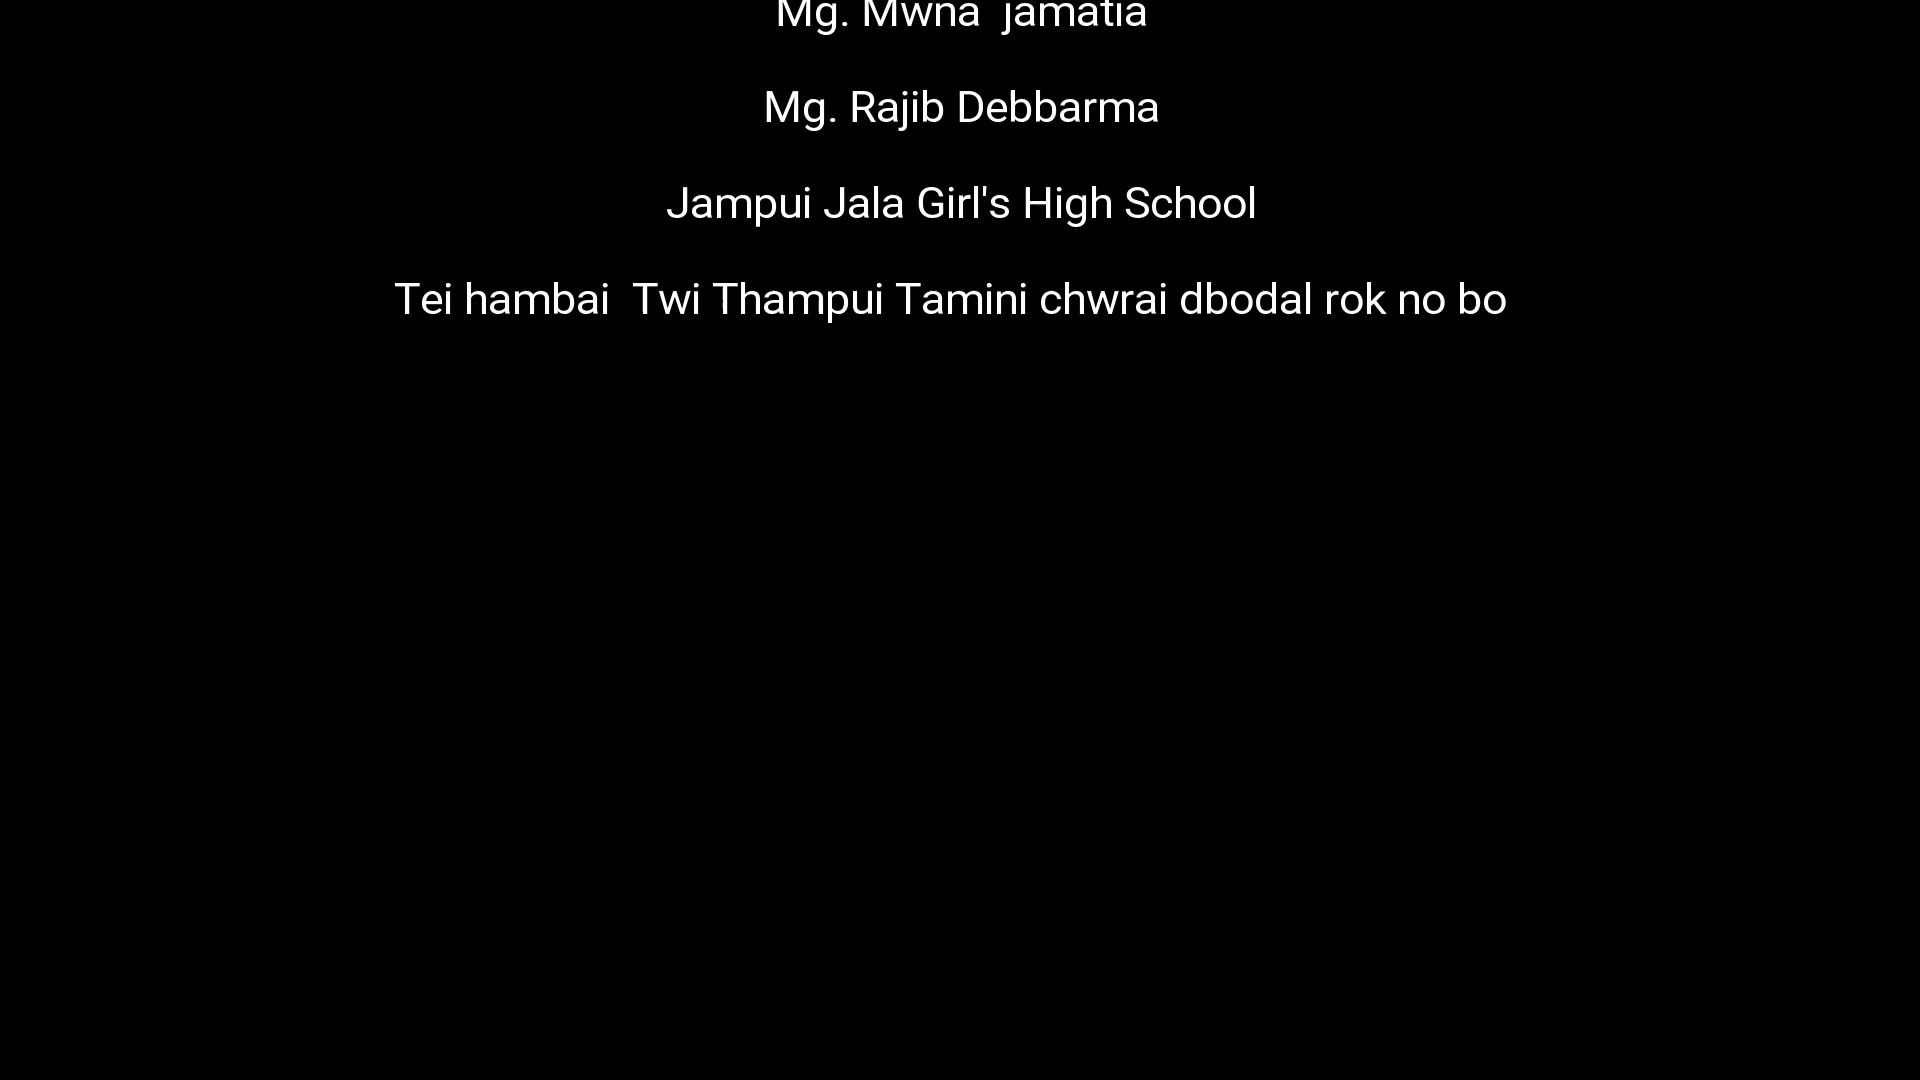 Mg. Mwna  jamatia
Mg. Rajib Debbarma
Jampui Jala Girl's High School
Tei hambai  Twi Thampui Tamini chwrai dbodal rok no bo